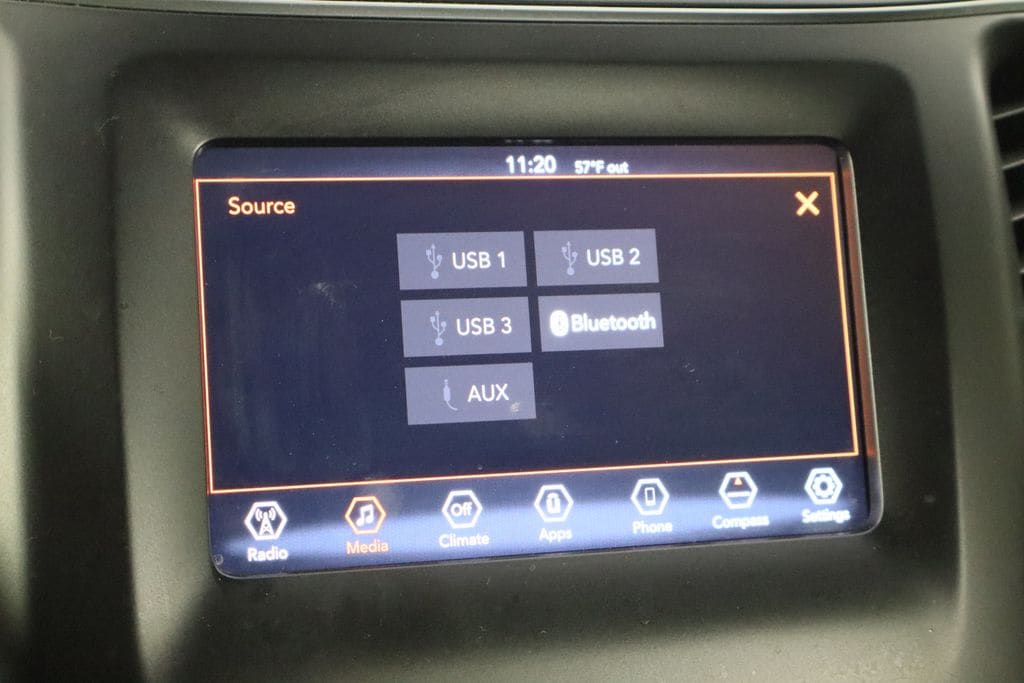 11:20 57°F out
Source
USB 1 USB 2
USB 3 Bluetooth
AUX
Off
Radio Media Climate Apps Phone Compass Settings